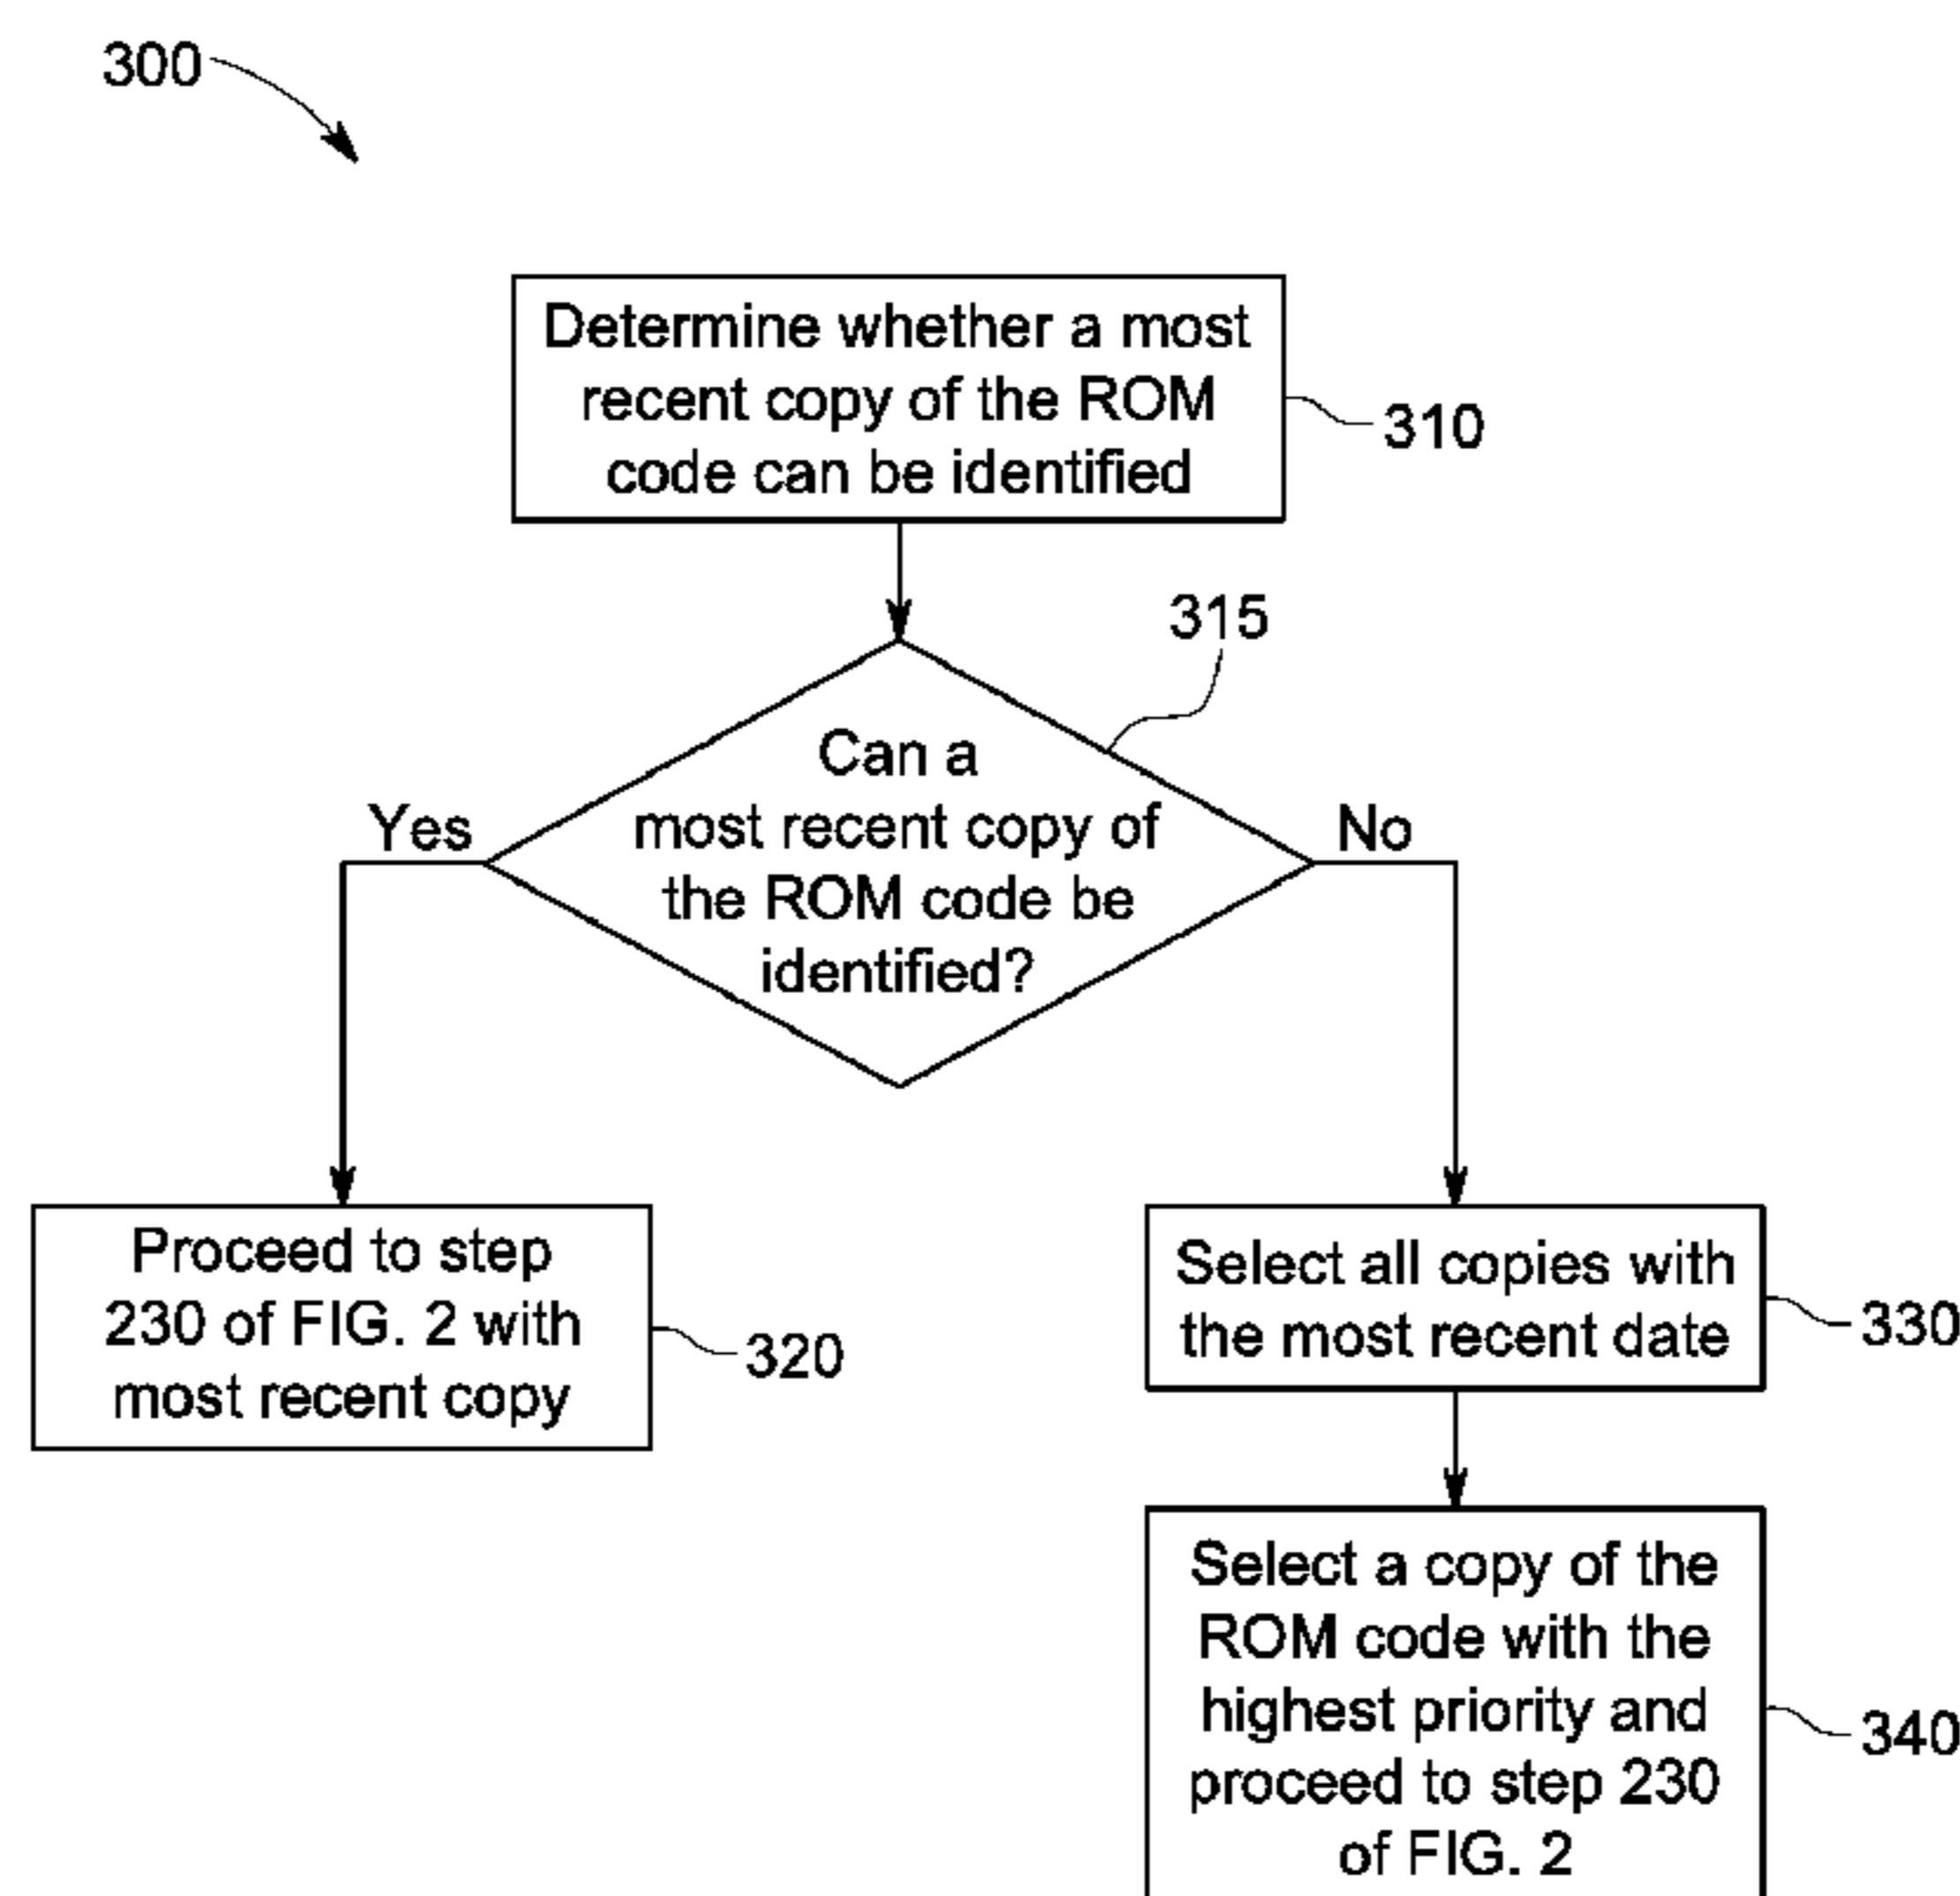 300
Determine whether a most
recent copy of the ROM
code can be identified
310
315
Can a
most recent copy of
the ROM code be
identified?
Yes
No
Proceed to step
230 of FIG. 2 with
most recent copy
320
Select all copies with
the most recent date
330
Select a copy of the
ROM code with the
highest priority and
proceed to step 230
of FIG. 2
340